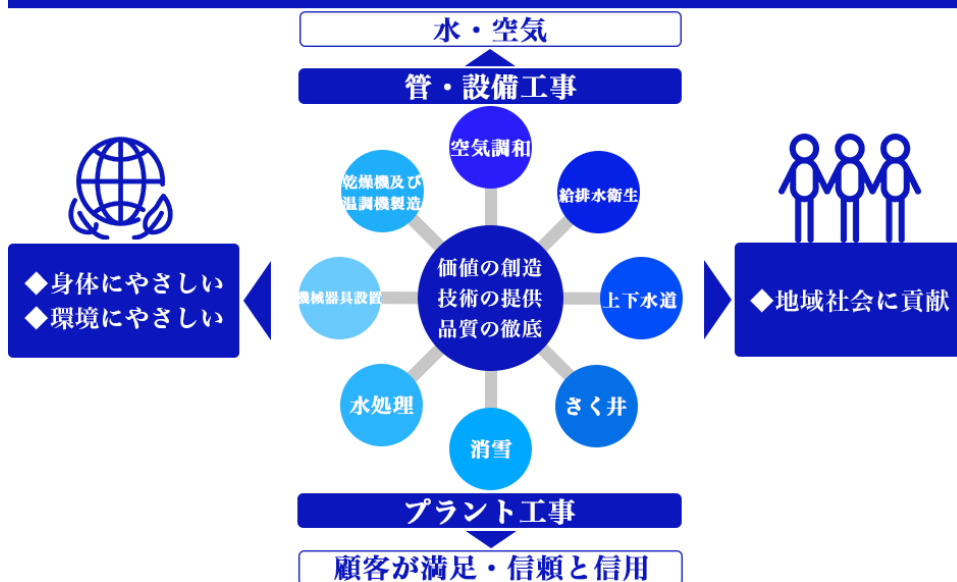 水・空気
管・設備工事
空気調和
乾燥機及び
温調機製造
給排水衛生
◆身体にやさしい
◆環境にやさしい
機械器具設置
価値の創造
技術の提供
品質の徹底
上下水道
◆地域社会に貢献
水処理
さく井
消雪
プラント工事
顧客が満足・信頼と信用